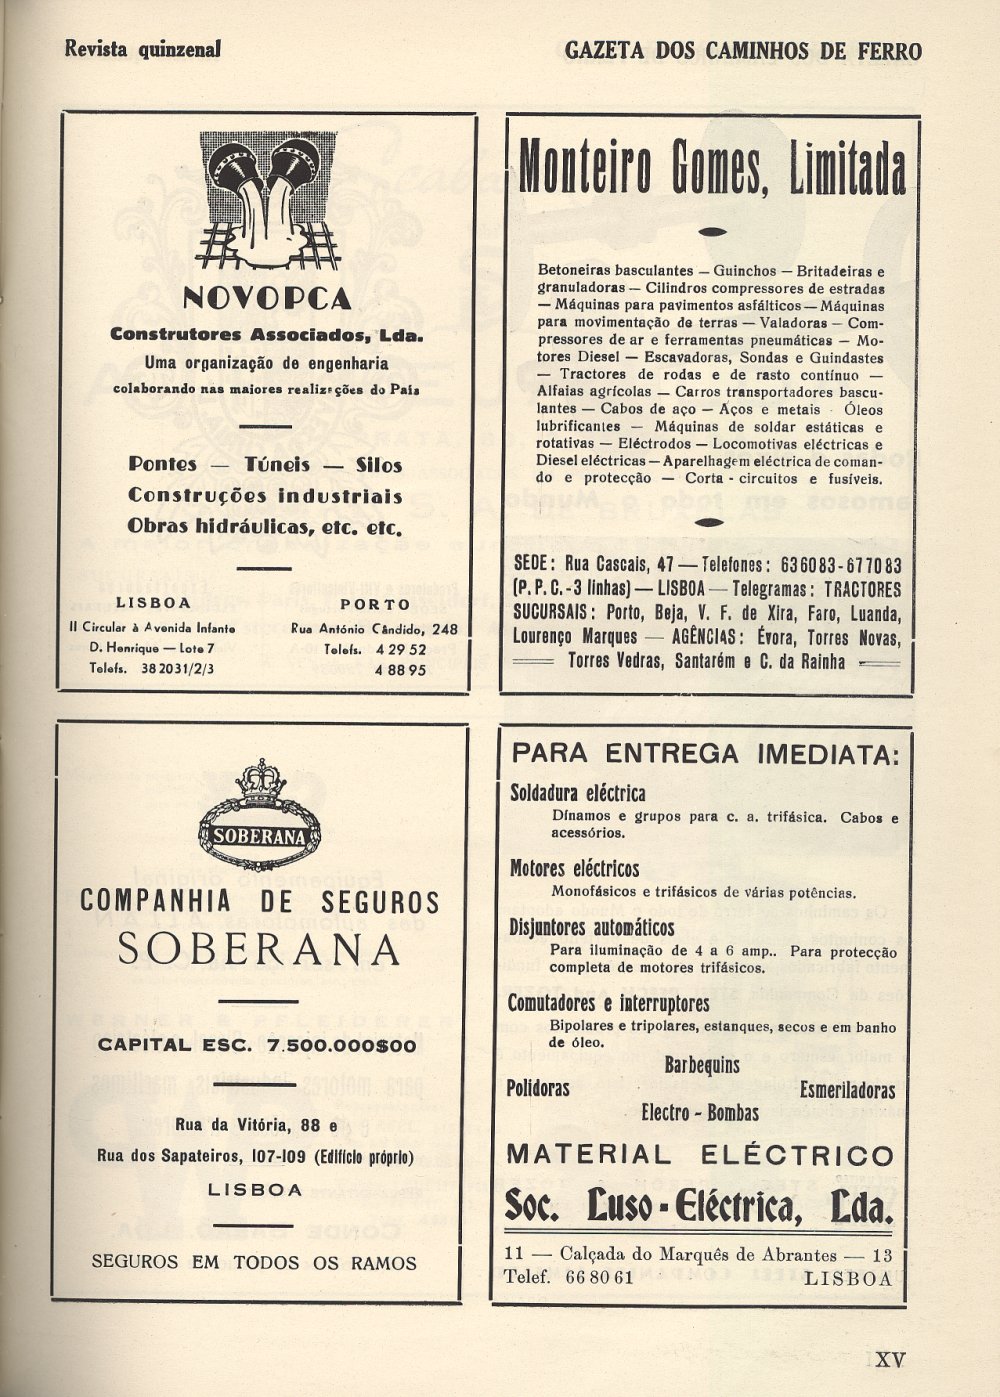 Revista quinzenal
GAZETA DOS CAMINHOS DE FERRO
NOVOPCA
Construtores Associados, Lda.
Uma organização de engenharia
colaborando nas maiores realizações do País
Pontes — Túneis — Silos
Construções industriais
Obras hidráulicas, etc. etc.
LISBOA
II Circular à Avenida Infante
D. Henrique — Lote 7
Telefs. 38 2031/2/3
PORTO
Rua António Cândido, 248
Telefs. 4 29 52
4 88 95
Monteiro Gomes, Limitada
Betoneiras basculantes — Guinchos — Britadeiras e
granuladoras — Cilindros compressores de estradas
— Máquinas para pavimentos asfálticos — Máquinas
para movimentação de terras — Valadoras — Com-
pressores de ar e ferramentas pneumáticas — Mo-
tores Diesel — Escavadoras, Sondas e Guindastes
— Tractores de rodas e de rasto contínuo —
Alfaias agrícolas — Carros transportadores bascu-
lantes — Cabos de aço — Aços e metais - Óleos
lubrificantes — Máquinas de soldar estáticas e
rotativas — Eléctrodos — Locomotivas eléctricas e
Diesel eléctricas — Aparelhagem eléctrica de coman-
do e protecção — Corta - circuitos e fusíveis.
SEDE: Rua Cascais, 47 — Telefones: 636083-677083
(P. P. C. - 3 linhas) — LISBOA — Telegramas: TRACTORES
SUCURSAIS: Porto, Beja, V. F. de Xira, Faro, Luanda,
Lourenço Marques — AGÊNCIAS: Évora, Torres Novas,
Torres Vedras, Santarém e C. da Rainha
SOBERANA
COMPANHIA DE SEGUROS
SOBERANA
CAPITAL ESC. 7.500.000$00
Rua da Vitória, 88 e
Rua dos Sapateiros, 107-109 (Edifício próprio)
LISBOA
SEGUROS EM TODOS OS RAMOS
PARA ENTREGA IMEDIATA:
Soldadura eléctrica
Dínamos e grupos para c. a. trifásica. Cabos e
acessórios.
Motores eléctricos
Monofásicos e trifásicos de várias potências.
Disjuntores automáticos
Para iluminação de 4 a 6 amp.. Para protecção
completa de motores trifásicos.
Comutadores e interruptores
Bipolares e tripolares, estanques, secos e em banho
de óleo.
Barbequins
Polidoras Esmeriladoras
Electro - Bombas
MATERIAL ELÉCTRICO
Soc. Luso - Eléctrica, Lda.
11 — Calçada do Marquês de Abrantes — 13
Telef. 66 80 61 LISBOA
XV